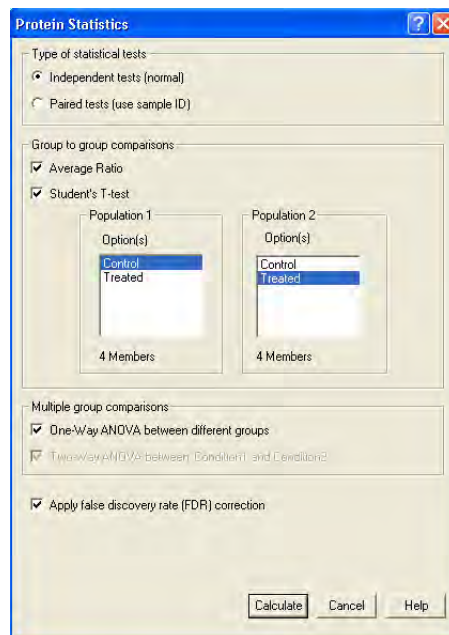 Protein Statistics
Type of statistical tests
Independent tests (normal)
Paired tests (use sample ID)
Group to group comparisons
Average Ratio
Student's T-test
Population 1
Option(s)
Control
Treated
4 Members
Population 2
Option(s)
Control
Treated
4 Members
Multiple group comparisons
One-Way ANOVA between different groups
Two-Way ANOVA between Condition1 and Condition2
Apply false discovery rate (FDR) correction
Calculate Cancel Help